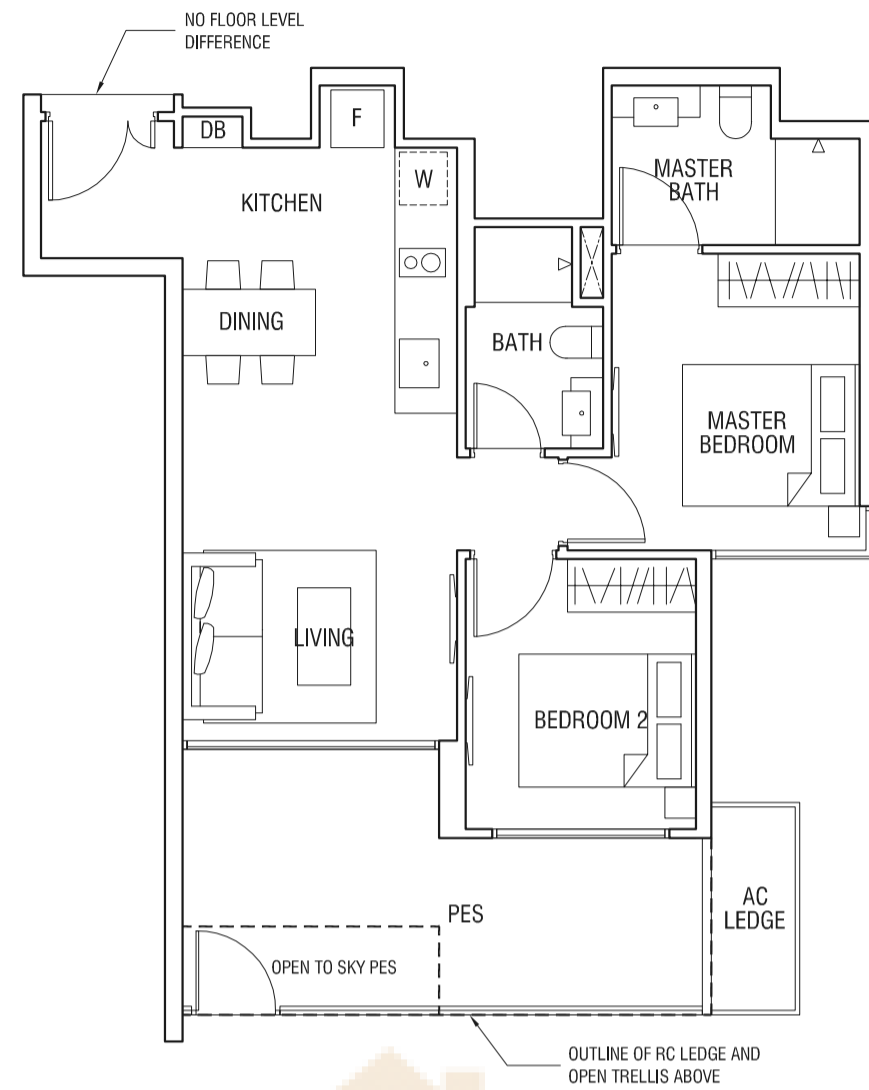 NO FLOOR LEVEL
DIFFERENCE
DB
F
W
KITCHEN
MASTER
BATH
DINING
BATH
MASTER
BEDROOM
LIVING
BEDROOM 2
PES
AC
LEDGE
OPEN TO SKY PES
OUTLINE OF RC LEDGE AND
OPEN TRELLIS ABOVE